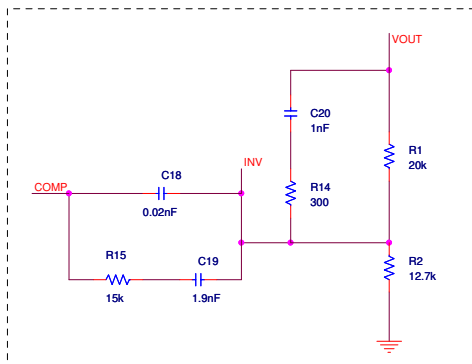 VOUT
C20
1nF
R1
20k
C18
INV
COMP
R14
300
0.02nF
R15
C19
R2
12.7k
15k
1.9nF